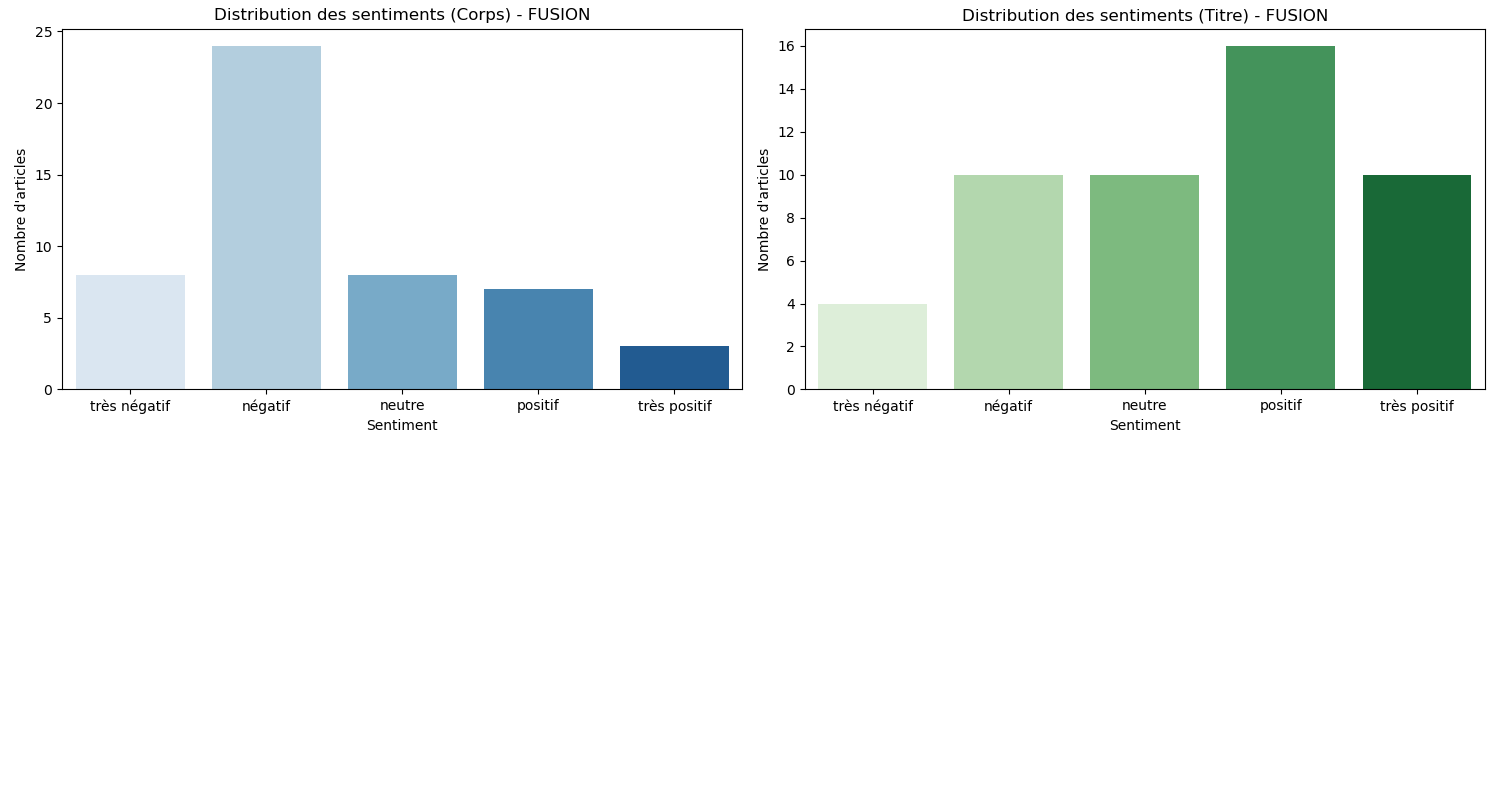 Distribution des sentiments (Corps) - FUSION
Nombre d'articles
25
20
15
10
5
0
très négatif
négatif
neutre
positif
très positif
Sentiment
Distribution des sentiments (Titre) - FUSION
Nombre d'articles
16
14
12
10
8
6
4
2
0
très négatif
négatif
neutre
positif
très positif
Sentiment